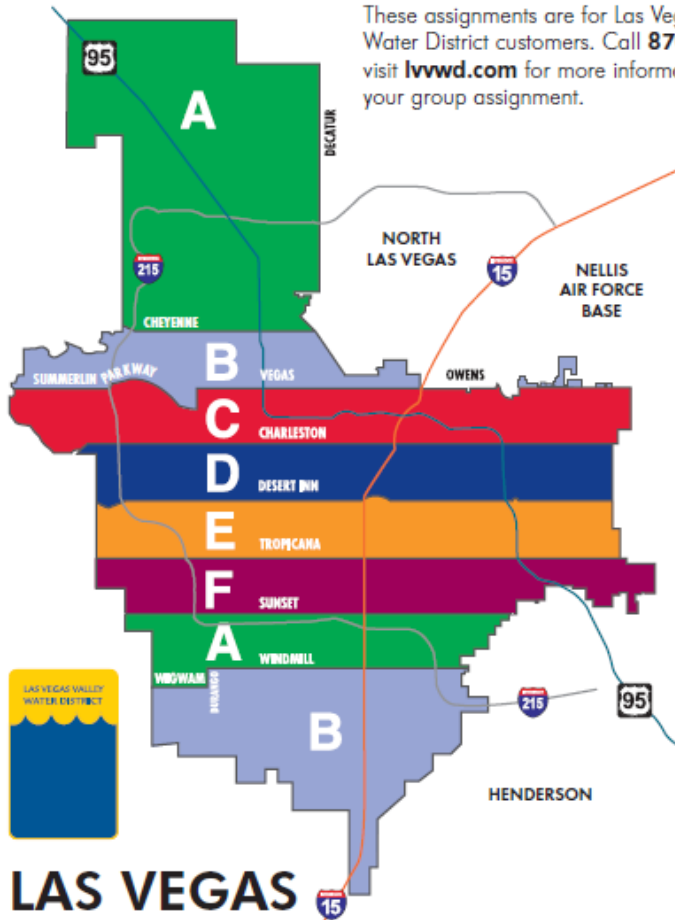 These assignments are for Las Veg
Water District customers. Call 87
visit lvvwd.com for more informa
your group assignment.
95
A
DECATUR
NORTH
LAS VEGAS
15
NELLIS
AIR FORCE
BASE
215
CHEYENNE
B
VEGAS
SUMMERLIN PARKWAY
OWENS
C
CHARLESTON
D
DESERT INN
E
TROPICANA
F
SUNSET
A
WINDMILL
WIGWAM
DURANGO
LAS VEGAS VALLEY
WATER DISTRICT
B
215
95
HENDERSON
LAS VEGAS
15